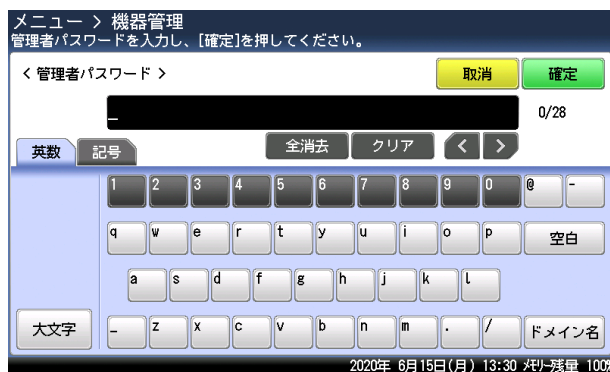 メニュー > 機器管理
管理者パスワードを入力し、[確定]を押してください。
< 管理者パスワード >
取消
確定
_
0/28
英数
記号
全消去
クリア
<
>
1 2 3 4 5 6 7 8 9 0 @ -
q w e r t y u i o p 空白
a s d f g h j k l
大文字
_ z x c v b n m . / ドメイン名
2020年 6月15日(月) 13:30 メモリー残量 100%